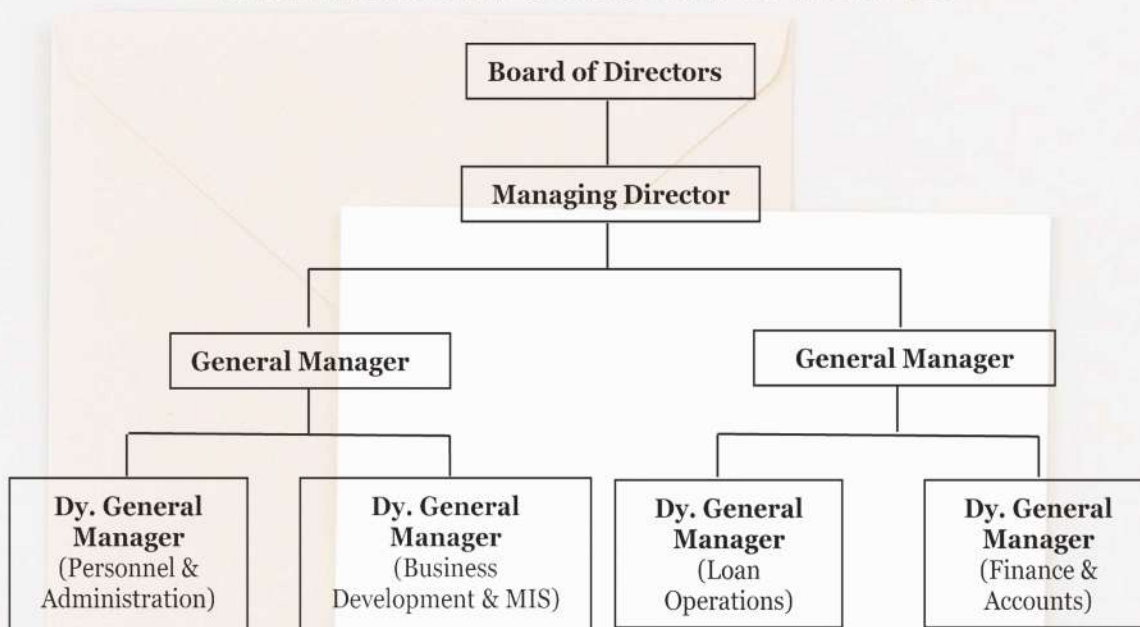 Board of Directors
Managing Director
General Manager
General Manager
Dy. General
Manager
(Personnel &
Administration)
Dy. General
Manager
(Business
Development & MIS)
Dy. General
Manager
(Loan
Operations)
Dy. General
Manager
(Finance &
Accounts)